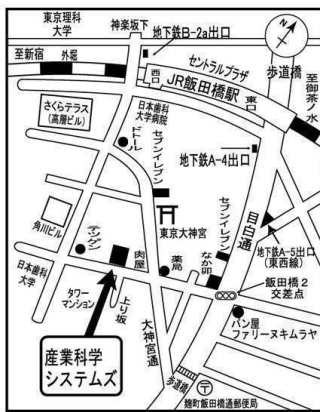 東京理科
大学
神楽坂下
地下鉄B-2a出口
N
至新宿
外堀
セントラルプラザ
歩道橋
西口
JR飯田橋駅
東口
至御茶ノ水
さくらテラス
(高層ビル)
日本歯科
大学病院
ドトール
セブンイレブン
地下鉄A-4出口
角川ビル
東京大神宮
セブンイレブン
目白通
地下鉄A-5出口
(東西線)
デンデン
肉屋
薬局
なか卯
飯田橋2
交差点
日本歯科
大学
タワー
マンション
上り坂
大神宮通
パン屋
ファリーヌキムラヤ
産業科学
システムズ
歩道橋
麹町飯田橋通郵便局